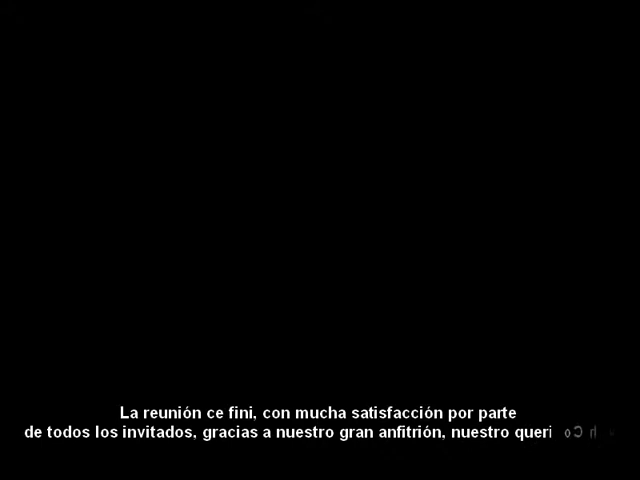 La reunión ce fini, con mucha satisfacción por parte
de todos los invitados, gracias a nuestro gran anfitrión, nuestro queri